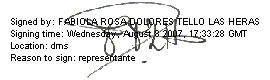 Signed by: FABIOLA ROSA DOLORES TELLO LAS HERAS
Signing time: Wednesday, August 8 2007, 17:33:28 GMT
Location: dms
Reason to sign: representante